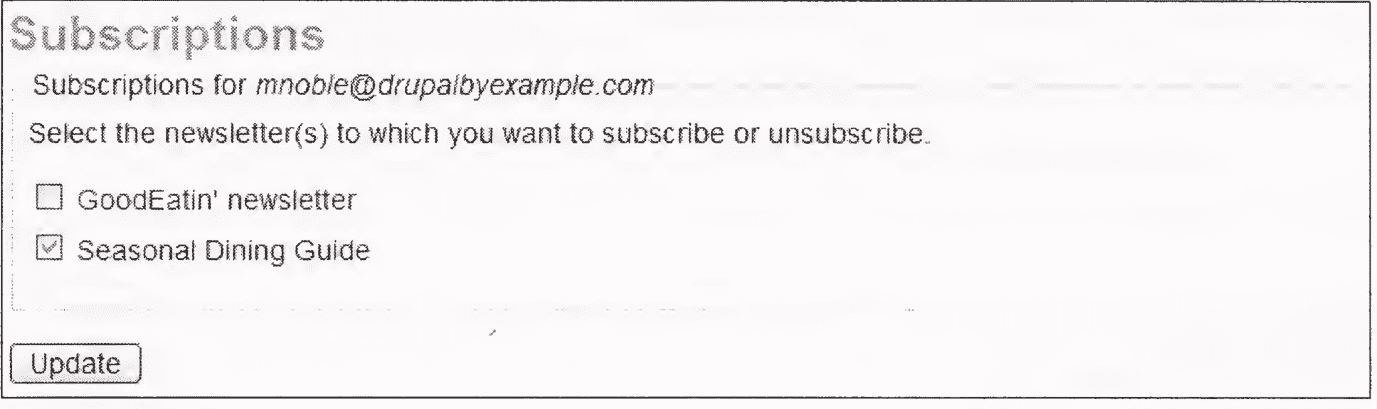 Subscriptions
Subscriptions for mnoble@drupalbyexample.com
Select the newsletter(s) to which you want to subscribe or unsubscribe.
GoodEatin' newsletter
Seasonal Dining Guide
Update